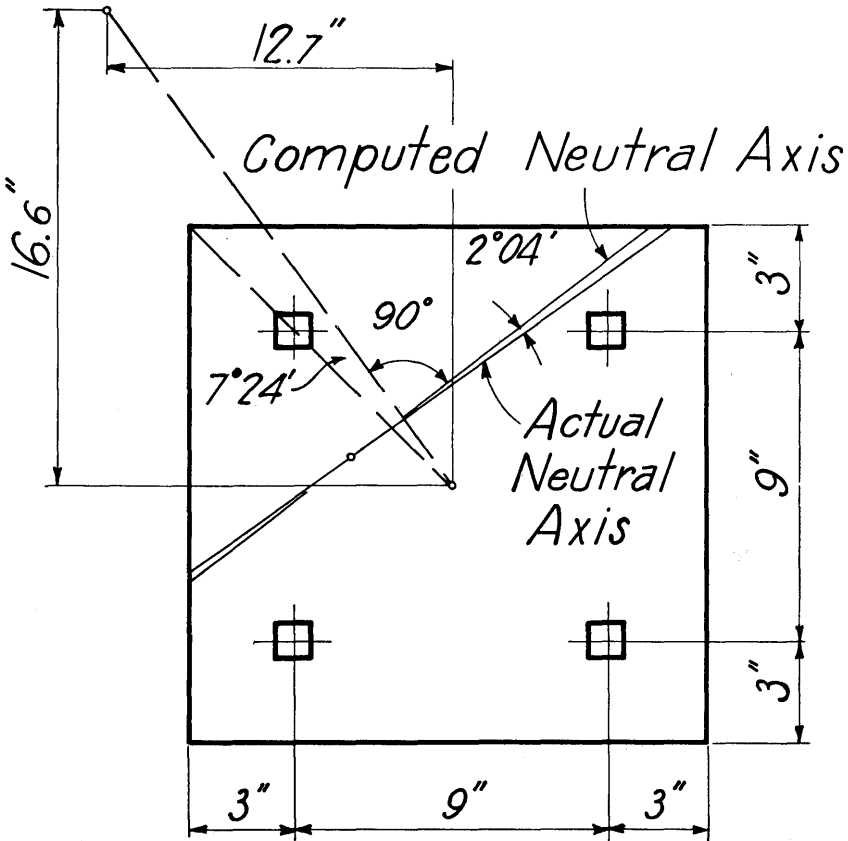 12.7"
Computed Neutral Axis
16.6"
2°04'
3"
90°
7°24'
Actual
Neutral
Axis
9"
3"
3"
9"
3"